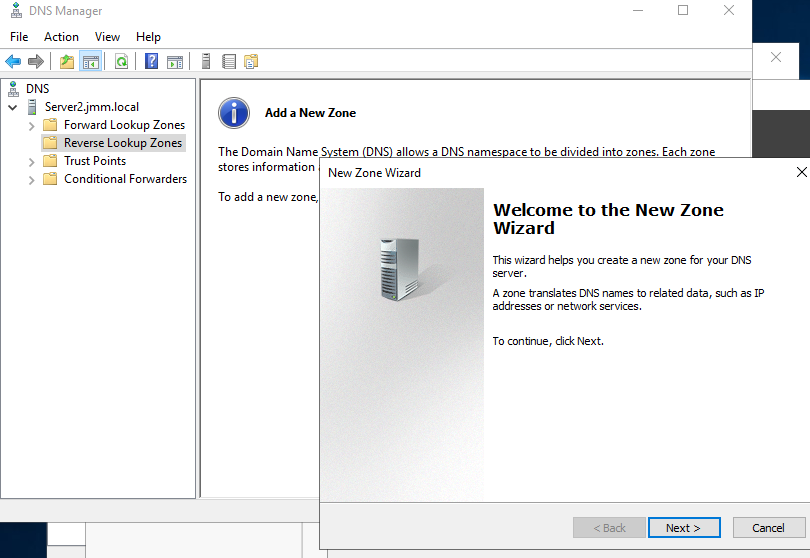 DNS Manager
File Action View Help
DNS
Server2.jmm.local
Forward Lookup Zones
Reverse Lookup Zones
Trust Points
Conditional Forwarders
Add a New Zone
The Domain Name System (DNS) allows a DNS namespace to be divided into zones. Each zone
stores information
To add a new zone,
New Zone Wizard
Welcome to the New Zone
Wizard
This wizard helps you create a new zone for your DNS
server.
A zone translates DNS names to related data, such as IP
addresses or network services.
To continue, click Next.
< Back Next > Cancel